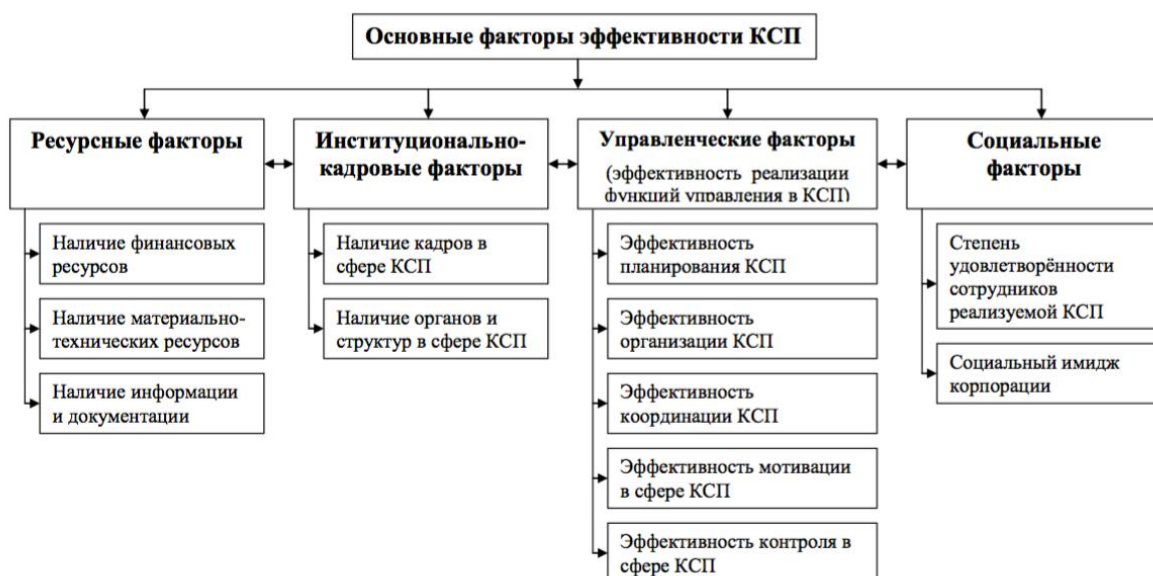 Основные факторы эффективности КСП
Ресурсные факторы
Институционально-
кадровые факторы
Управленческие факторы
(эффективность реализации
функций управления в КСП)
Социальные
факторы
Наличие финансовых
ресурсов
Наличие материально-
технических ресурсов
Наличие информации
и документации
Наличие кадров в
сфере КСП
Наличие органов и
структур в сфере КСП
Эффективность
планирования КСП
Эффективность
организации КСП
Эффективность
координации КСП
Эффективность мотивации
в сфере КСП
Эффективность контроля в
сфере КСП
Степень
удовлетворённости
сотрудников
реализуемой КСП
Социальный имидж
корпорации